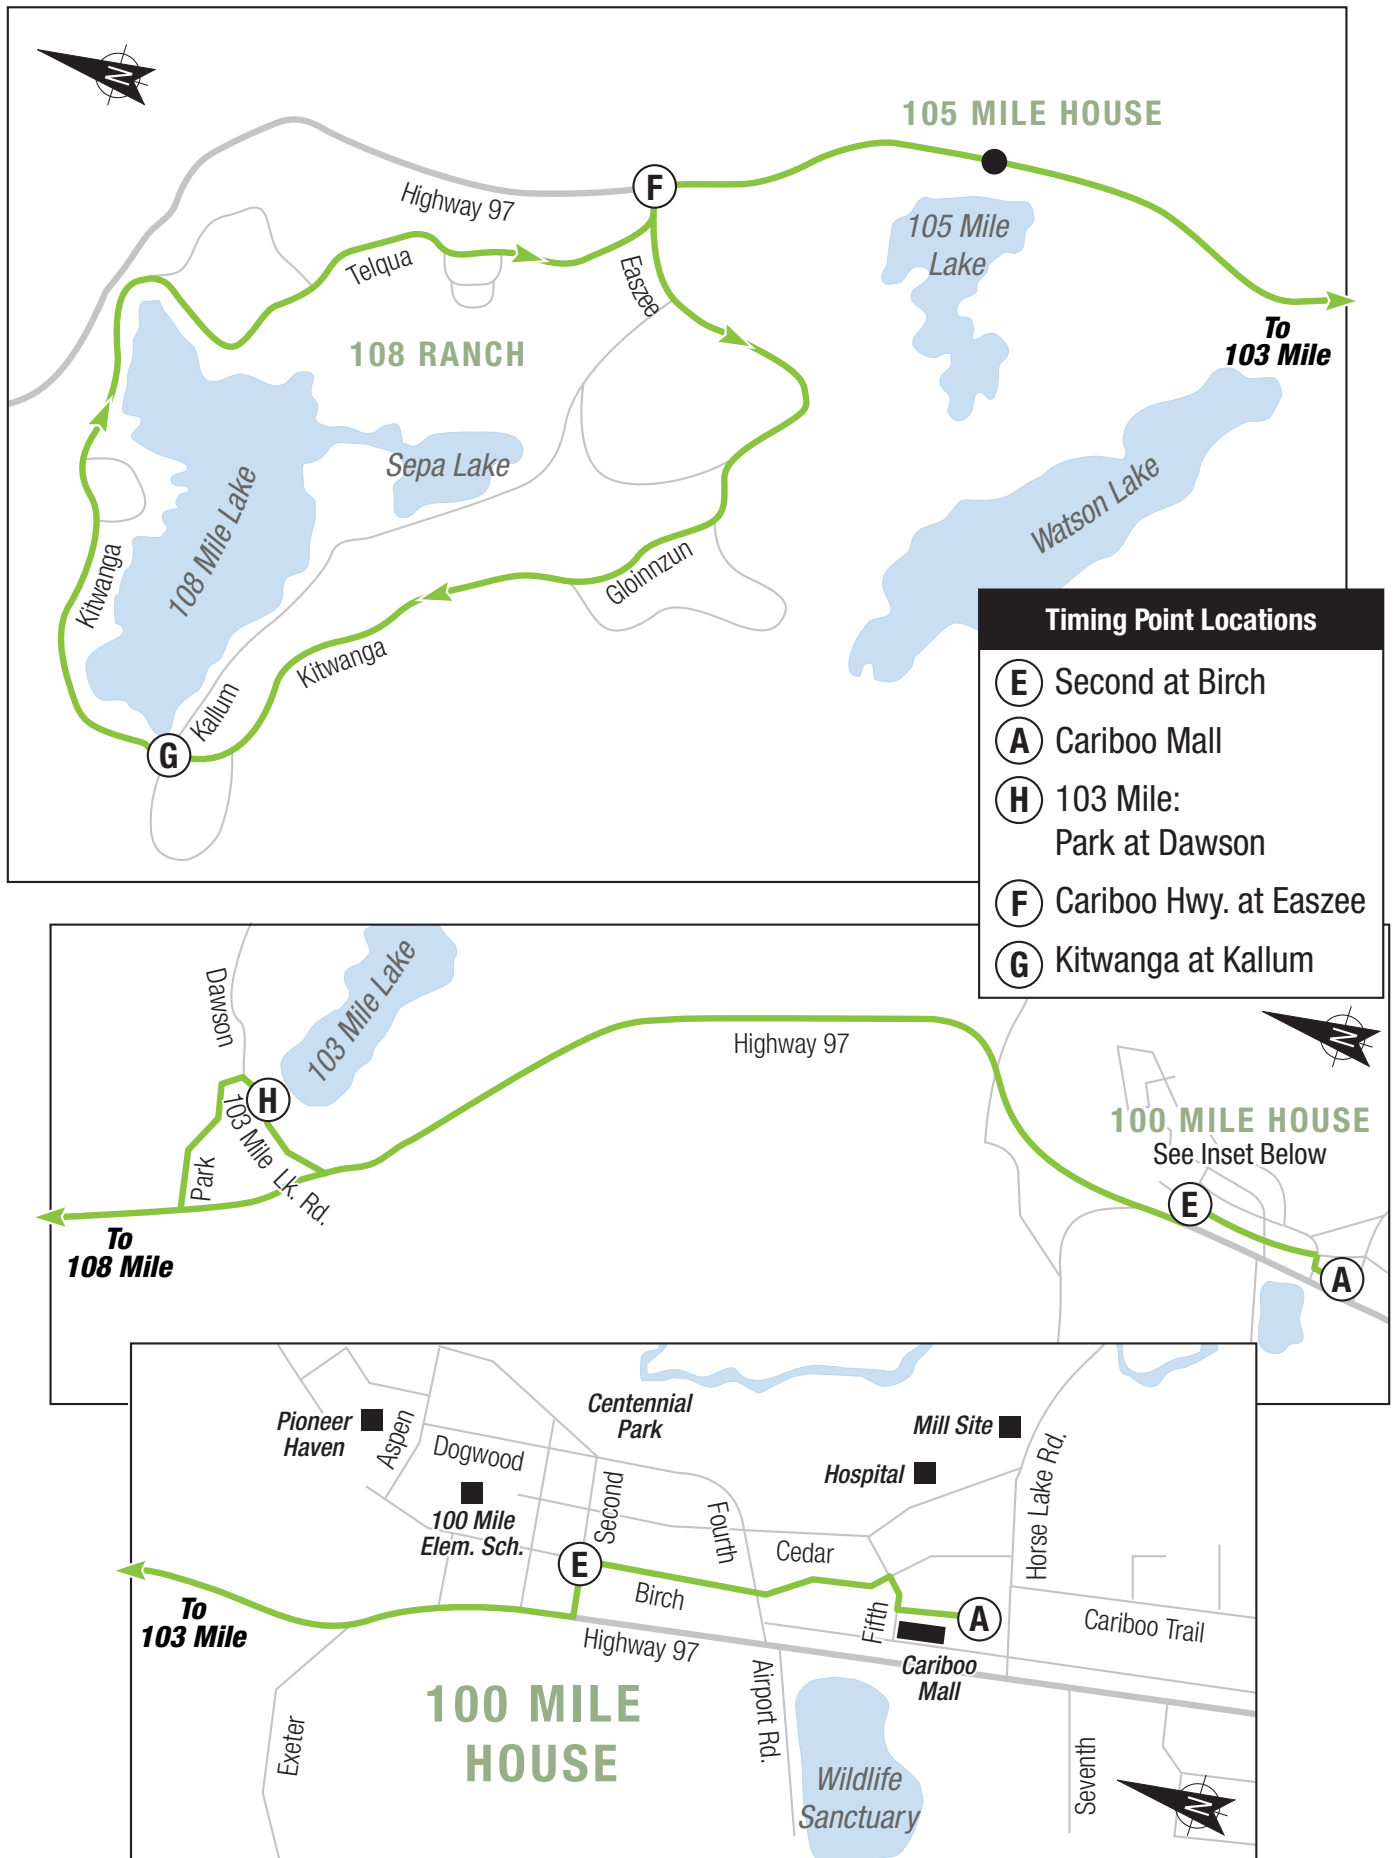 N
105 MILE HOUSE
F
Highway 97
105 Mile
Lake
Telqua
Easzee
To
103 Mile
108 RANCH
Sepa Lake
108 Mile Lake
Watson Lake
Kitwanga
Gloinnzun
Kitwanga
Kallum
G
Timing Point Locations
E Second at Birch
A Cariboo Mall
H 103 Mile:
Park at Dawson
F Cariboo Hwy. at Easzee
G Kitwanga at Kallum
Dawson
103 Mile Lake
N
Highway 97
H
103 Mile Lk. Rd.
100 MILE HOUSE
See Inset Below
Park
E
To
108 Mile
A
Centennial
Park
Pioneer
Haven
Aspen
Mill Site
Dogwood
Hospital
Horse Lake Rd.
Second
100 Mile
Elem. Sch.
Fourth
Cedar
E
Birch
To
103 Mile
Fifth
A
Cariboo Trail
Highway 97
Cariboo
Mall
Airport Rd.
100 MILE
HOUSE
Exeter
Wildlife
Sanctuary
Seventh
N